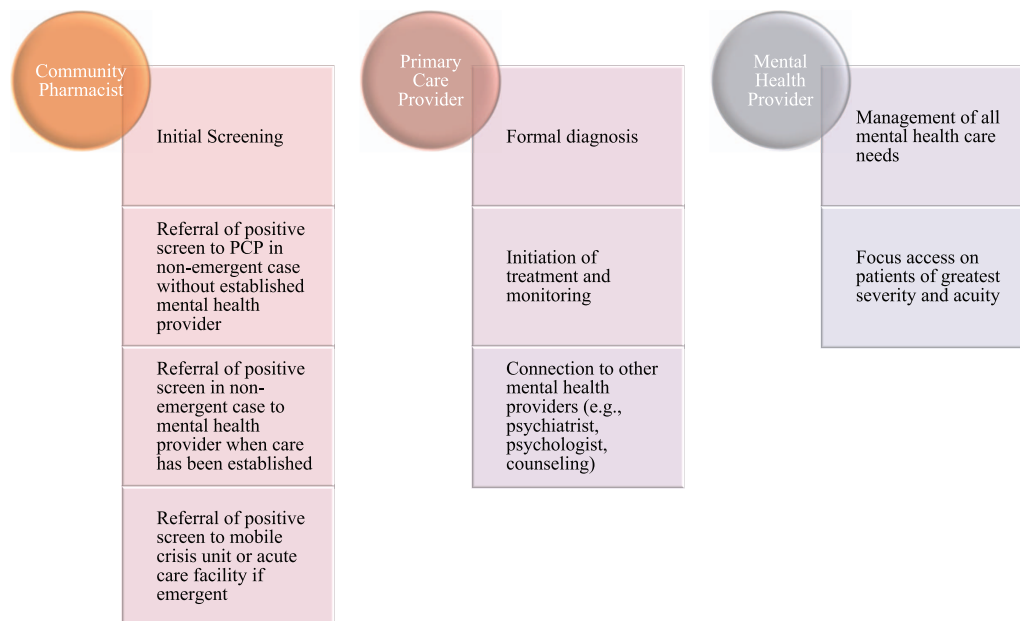 Community
Pharmacist
Initial Screening
Referral of positive
screen to PCP in
non-emergent case
without established
mental health
provider
Referral of positive
screen in non-
emergent case to
mental health
provider when care
has been established
Referral of positive
screen to mobile
crisis unit or acute
care facility if
emergent
Primary
Care
Provider
Formal diagnosis
Initiation of
treatment and
monitoring
Connection to other
mental health
providers (e.g.,
psychiatrist,
psychologist,
counseling)
Mental
Health
Provider
Management of all
mental health care
needs
Focus access on
patients of greatest
severity and acuity